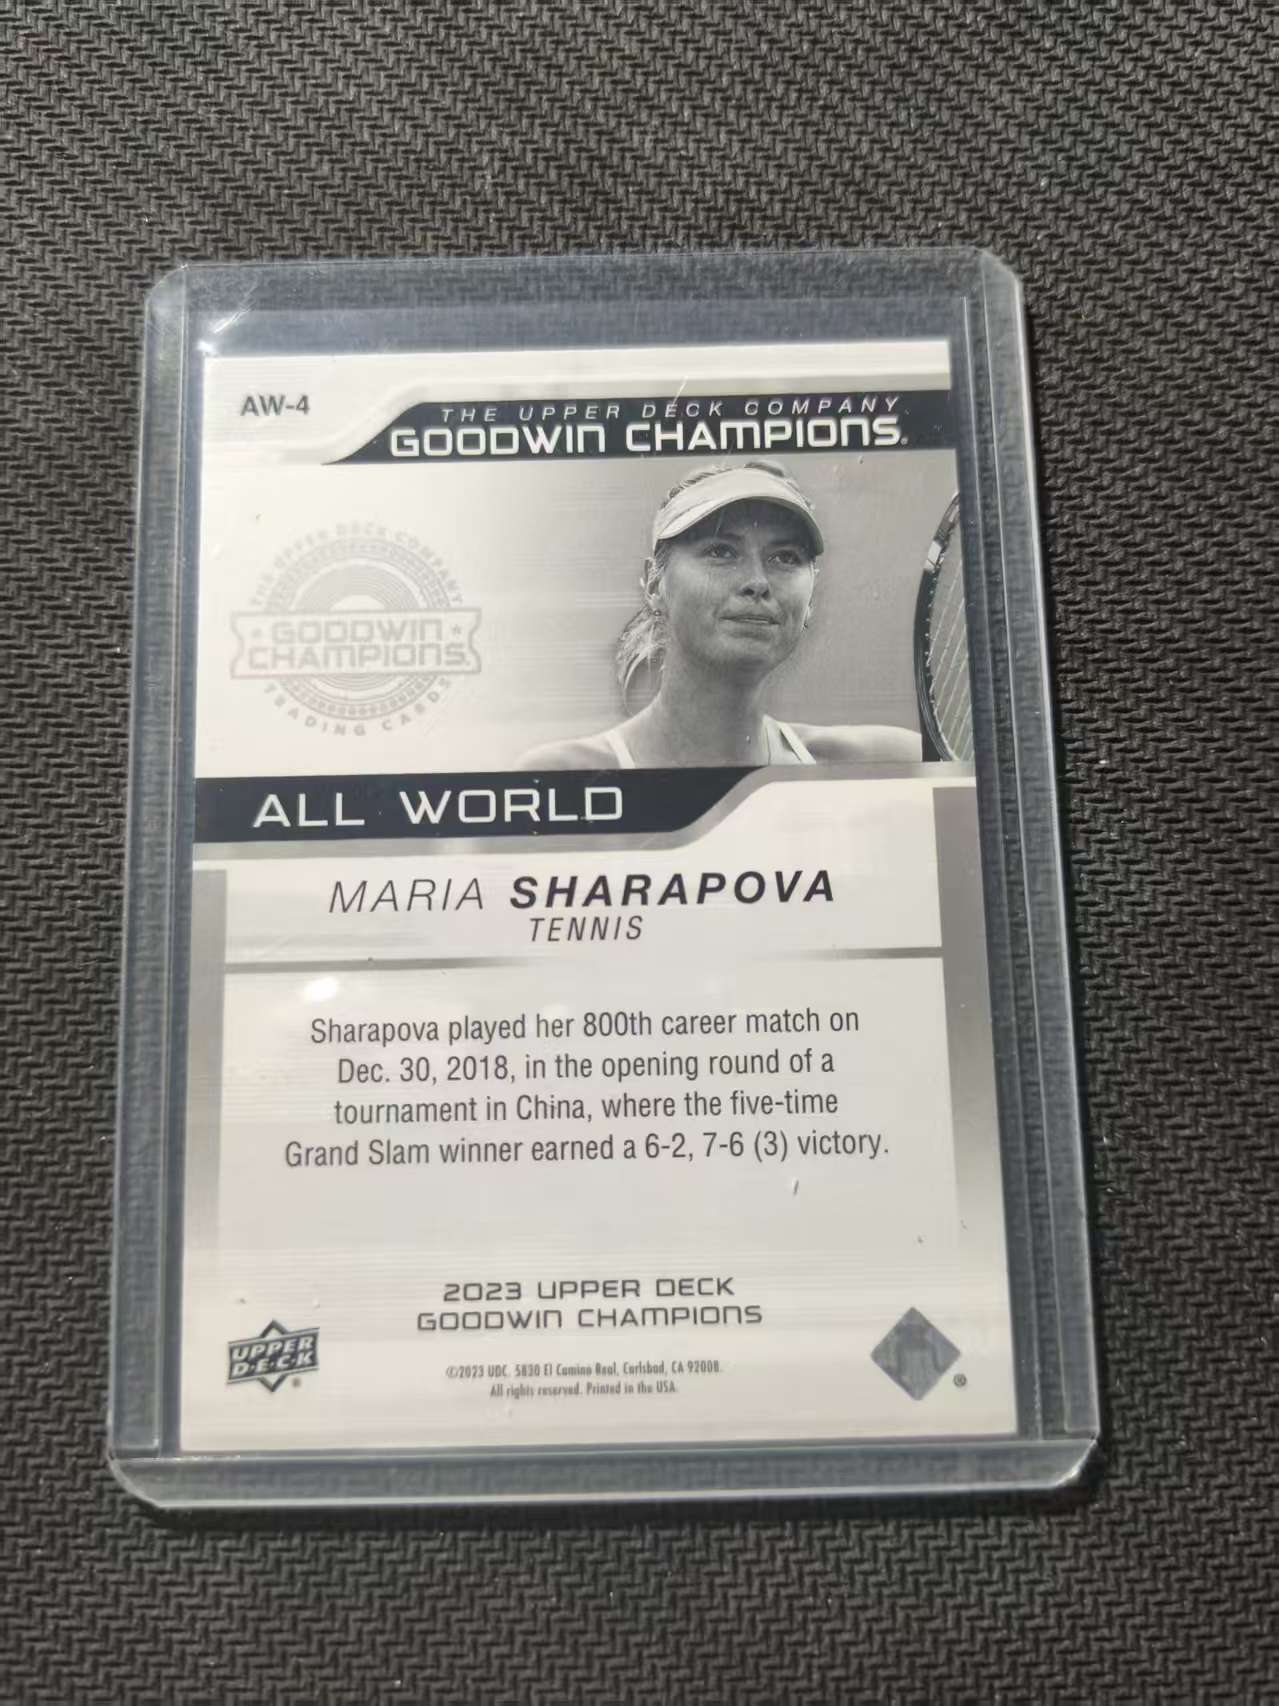 AW-4
THE UPPER DECK COMPANY
GOODWIN CHAMPIONS.
THE UPPER DECK COMPANY
GOODWIN
CHAMPIONS.
TRADING CARDS
ALL WORLD
MARIA SHARAPOVA
TENNIS
Sharapova played her 800th career match on
Dec. 30, 2018, in the opening round of a
tournament in China, where the five-time
Grand Slam winner earned a 6-2, 7-6 (3) victory.
2023 UPPER DECK
GOODWIN CHAMPIONS
UPPER
D•E•C•K
®
©2023 UDC. 5830 El Camino Real, Carlsbad, CA 92008.
All rights reserved. Printed in the USA.
®